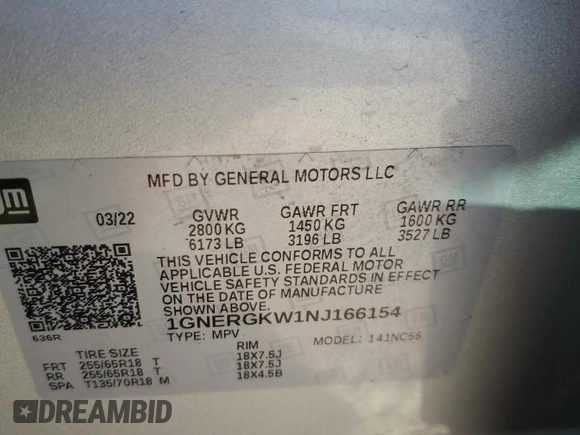 MFD BY GENERAL MOTORS LLC
03/22 GVWR GAWR FRT GAWR RR
2800 KG 1450 KG 1600 KG
6173 LB 3196 LB 3527 LB
THIS VEHICLE CONFORMS TO ALL
APPLICABLE U.S. FEDERAL MOTOR
VEHICLE SAFETY STANDARDS IN EFFECT
ON THE DATE OF MANUFACTURE
SHOWN ABOVE.
1GNERGKW1NJ166154
636R TYPE: MPV MODEL: 141NC56
TIRE SIZE RIM
FRT 255/65R18 T 18X7.5J
RR 255/65R18 T 18X7.5J
SPA T135/70R18 M 18X4.5B
DREAMBID